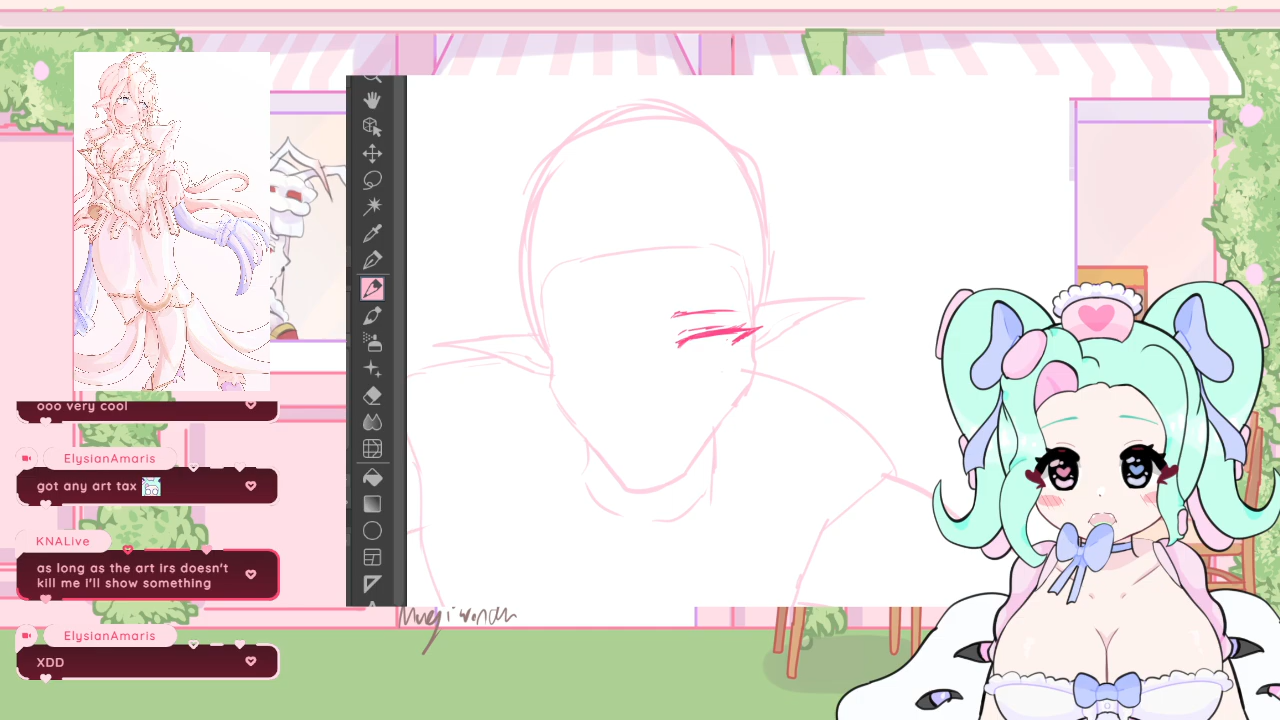 ooo very cool
ElysianAmaris
got any art tax
KNALive
as long as the art irs doesn't
kill me i'll show something
ElysianAmaris
XDD